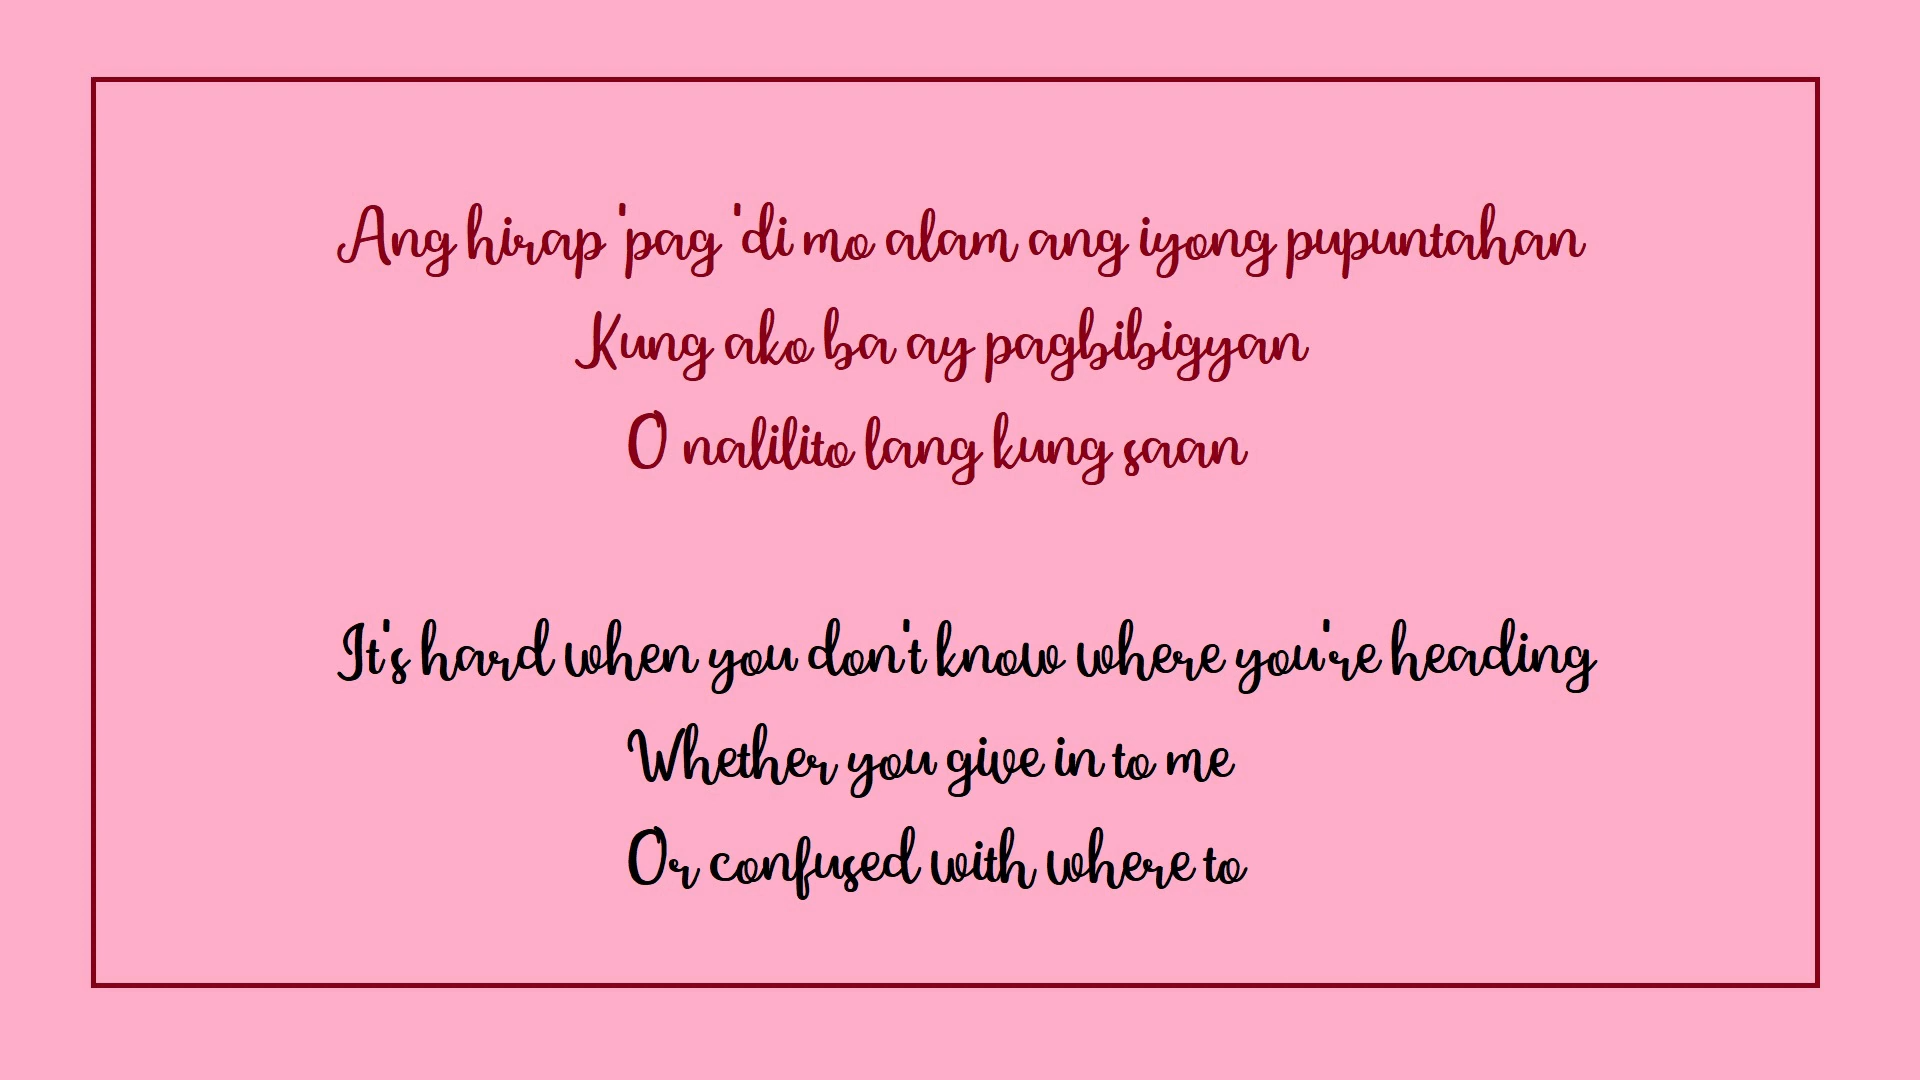 Ang hirap 'pag 'di mo alam ang iyong pupuntahan
Kung ako ba ay pagbibigyan
O nalilito lang kung saan
It's hard when you don't know where you're heading
Whether you give in to me
Or confused with where to